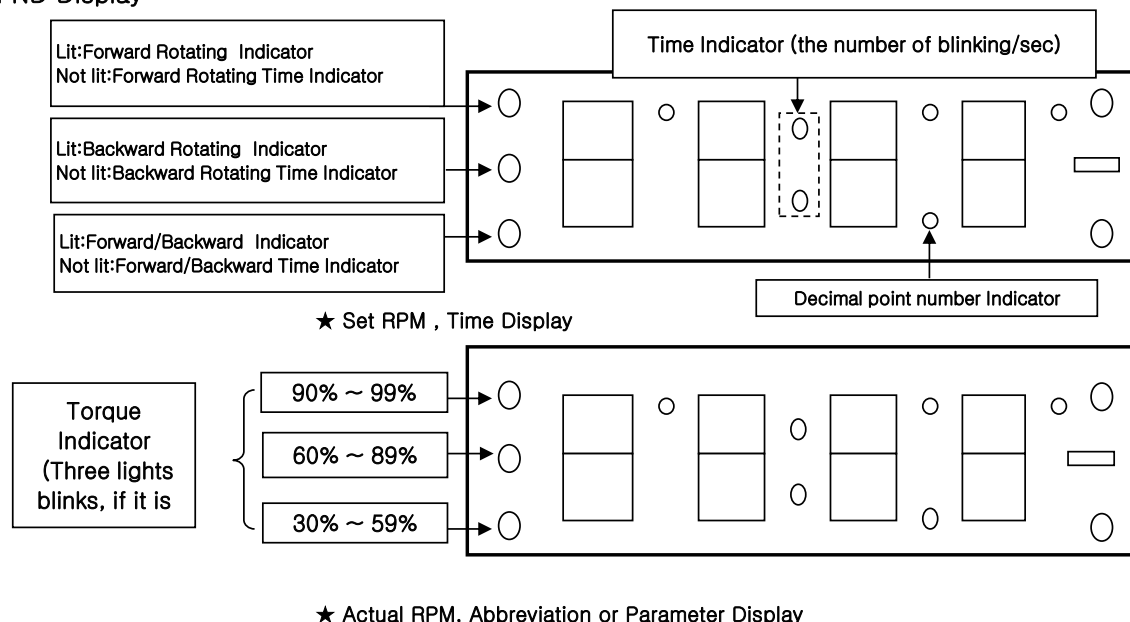 Display
Lit:Forward Rotating Indicator
Not lit:Forward Rotating Time Indicator
Time Indicator (the number of blinking/sec)
Lit:Backward Rotating Indicator
Not lit:Backward Rotating Time Indicator
Lit:Forward/Backward Indicator
Not lit:Forward/Backward Time Indicator
Decimal point number Indicator
★ Set RPM , Time Display
Torque
Indicator
(Three lights
blinks, if it is
90% ~ 99%
60% ~ 89%
30% ~ 59%
★ Actual RPM, Abbreviation or Parameter Display